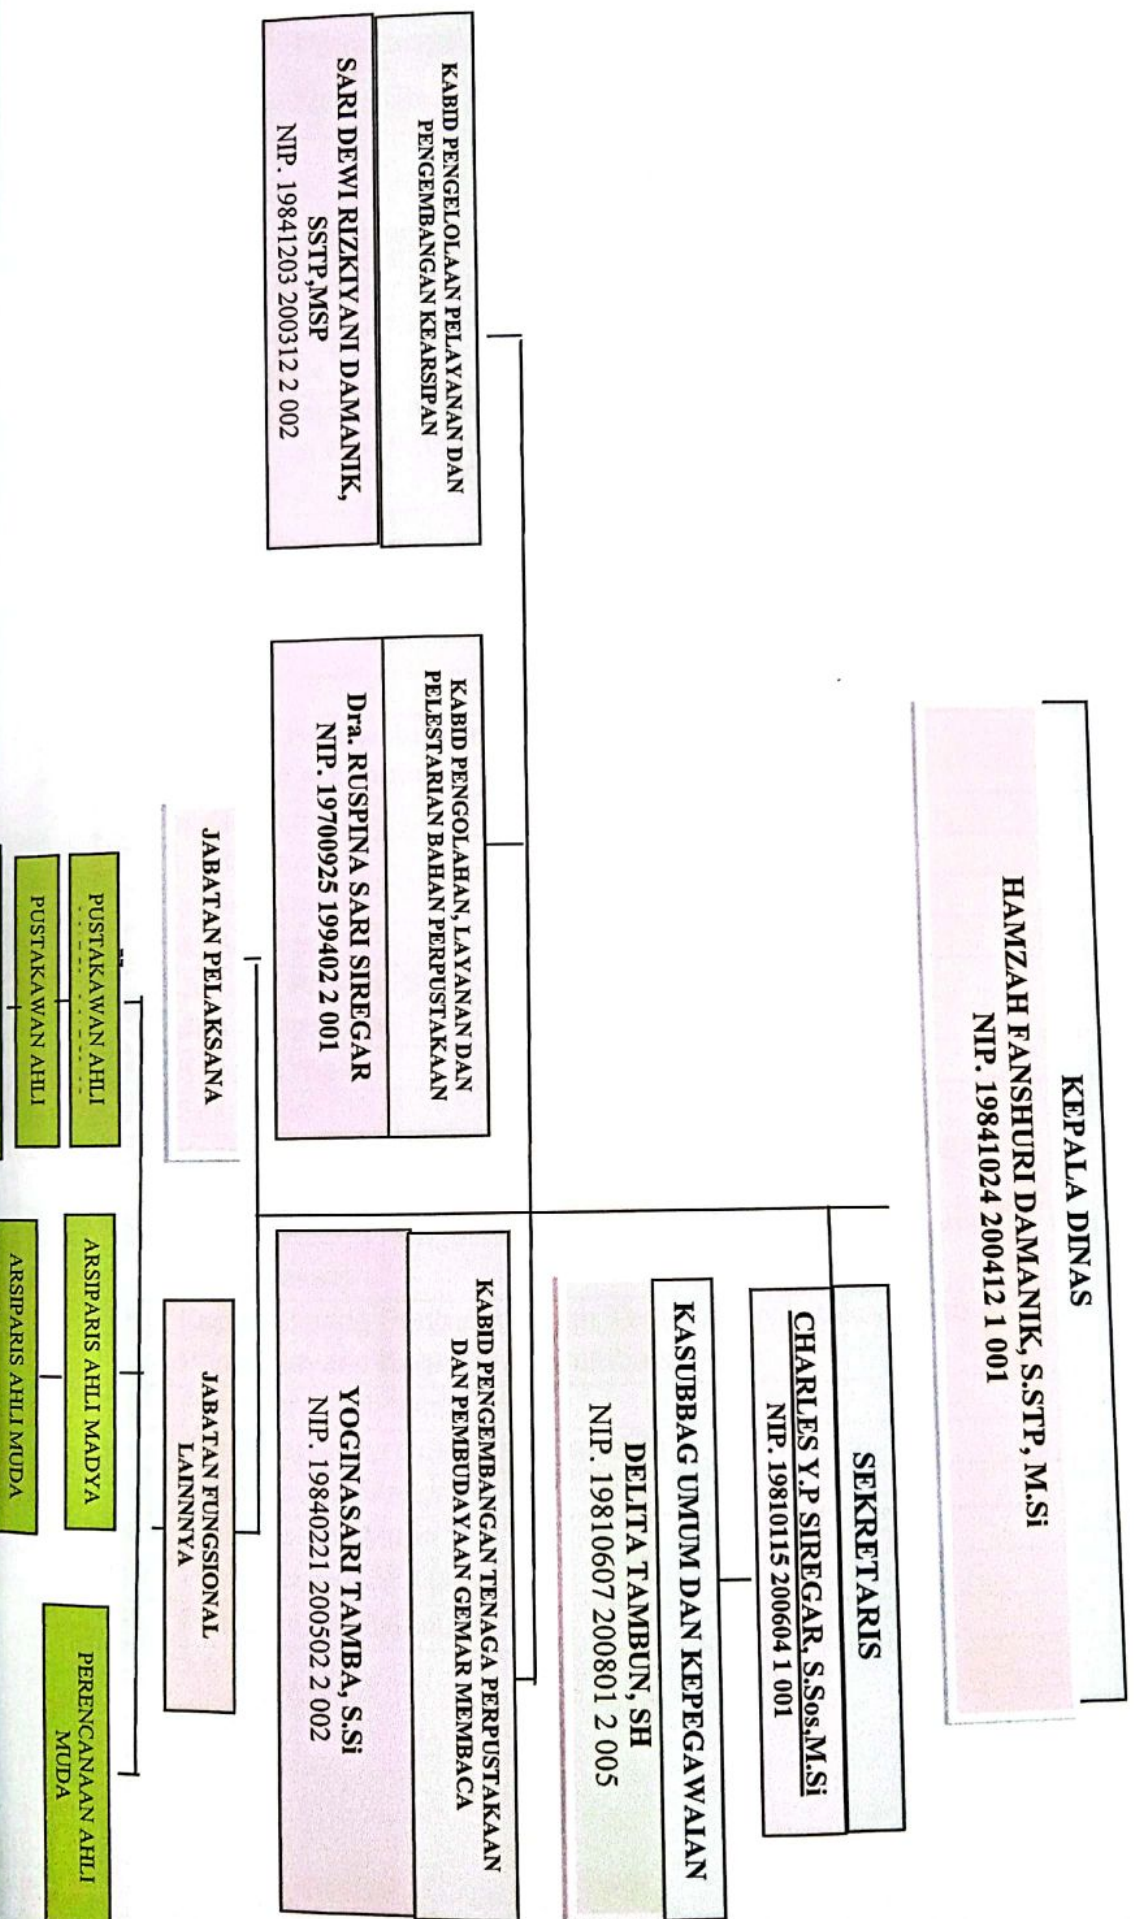 KEPALA DINAS
HAMZAH FANSHURI DAMANIK, S.STP, M.Si
NIP. 19841024 200412 1 001
SEKRETARIS
CHARLES Y.P SIREGAR, S.Sos,M.Si
NIP. 19810115 200604 1 001
KASUBBAG UMUM DAN KEPEGAWAIAN
DELITA TAMBUN, SH
NIP. 19810607 200801 2 005
KABID PENGELOLAAN PELAYANAN DAN
PENGEMBANGAN KEARSIPAN
SARI DEWI RIZKIYANI DAMANIK,
SSTP,MSP
NIP. 19841203 200312 2 002
KABID PENGOLAHAN, LAYANAN DAN
PELESTARIAN BAHAN PERPUSTAKAAN
Dra. RUSPINA SARI SIREGAR
NIP. 19700925 199402 2 001
KABID PENGEMBANGAN TENAGA PERPUSTAKAAN
DAN PEMBUDAYAAN GEMAR MEMBACA
YOGINASARI TAMBA, S.Si
NIP. 19840221 200502 2 002
JABATAN PELAKSANA
JABATAN FUNGSIONAL
LAINNNYA
PUSTAKAWAN AHLI
PUSTAKAWAN AHLI
ARSIPARIS AHLI MADYA
ARSIPARIS AHLI MUDA
PERENCANAAN AHLI
MUDA